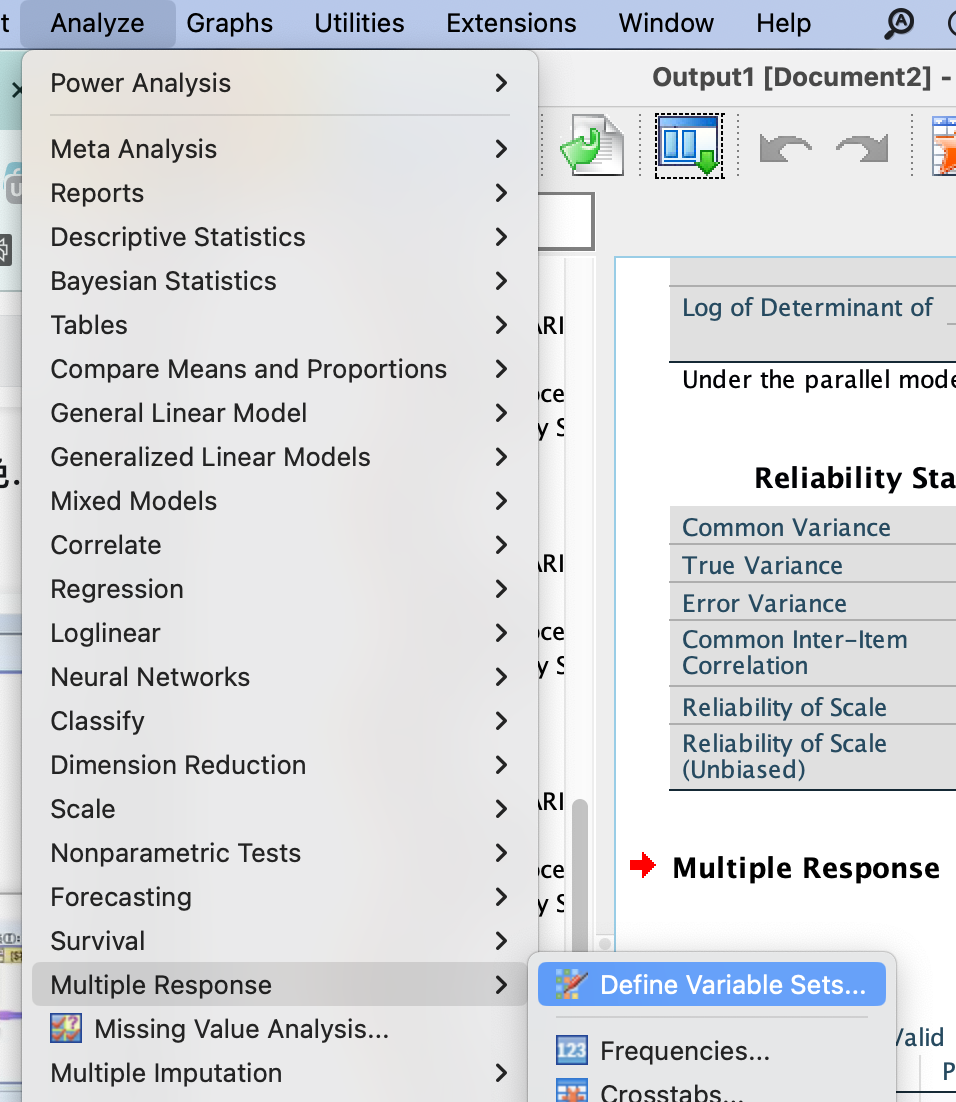 Analyze Graphs Utilities Extensions Window Help
Output1 [Document2] -
Power Analysis
Meta Analysis
Reports
Descriptive Statistics
Bayesian Statistics
Tables
Compare Means and Proportions
General Linear Model
Generalized Linear Models
Mixed Models
Correlate
Regression
Loglinear
Neural Networks
Classify
Dimension Reduction
Scale
Nonparametric Tests
Forecasting
Survival
Multiple Response
Missing Value Analysis...
Multiple Imputation
Define Variable Sets...
123 Frequencies...
Crosstabs...
Log of Determinant of
Under the parallel mode
Reliability Sta
Common Variance
True Variance
Error Variance
Common Inter-Item
Correlation
Reliability of Scale
Reliability of Scale
(Unbiased)
Multiple Response
Valid
P